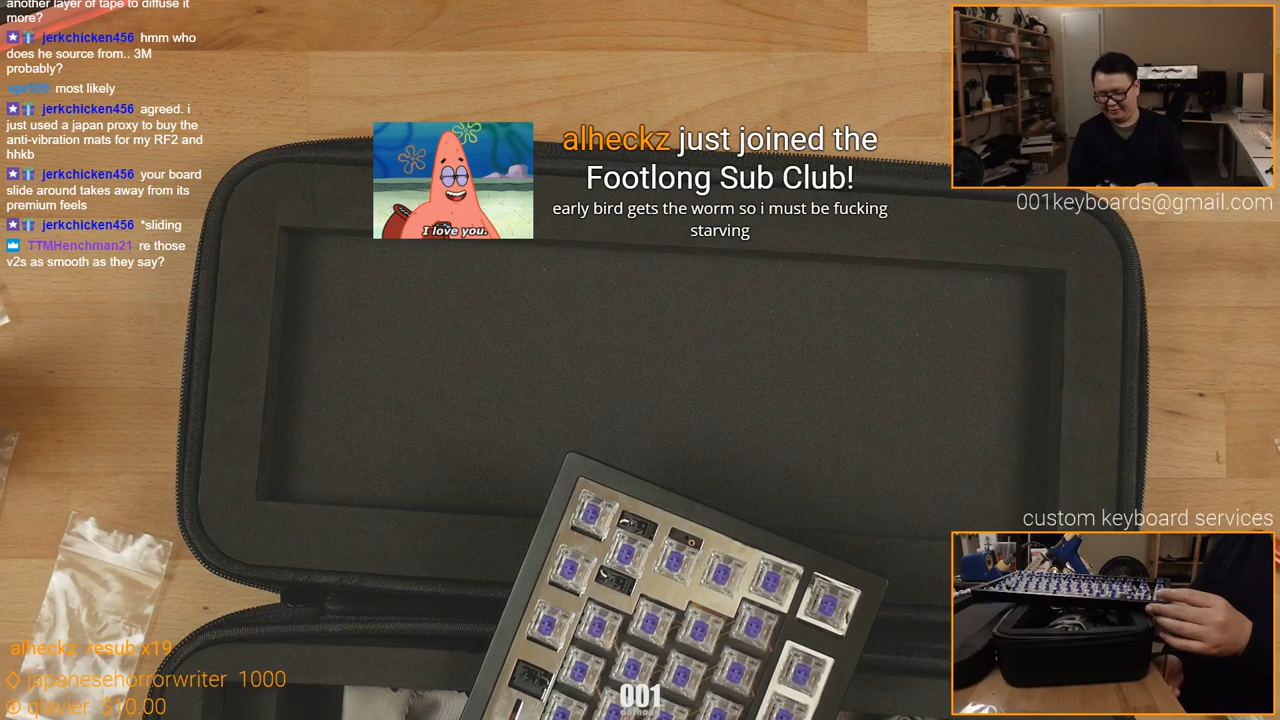 another layer of tape to diffuse it
more?
jerkchicken456 hmm who
does he source from.. 3M
probably?
most likely
jerkchicken456 agreed. i
just used a japan proxy to buy the
anti-vibration mats for my RF2 and
hhkb
jerkchicken456 your board
slide around takes away from its
premium feels
jerkchicken456 *sliding
TTMHenchman21 re those
v2s as smooth as they say?
I love you.
alheckz just joined the
Footlong Sub Club!
early bird gets the worm so i must be fucking
starving
001keyboards@gmail.com
custom keyboard services
alheckz resub x19
japanesehorrorwriter 1000
qlavier $10.00
001